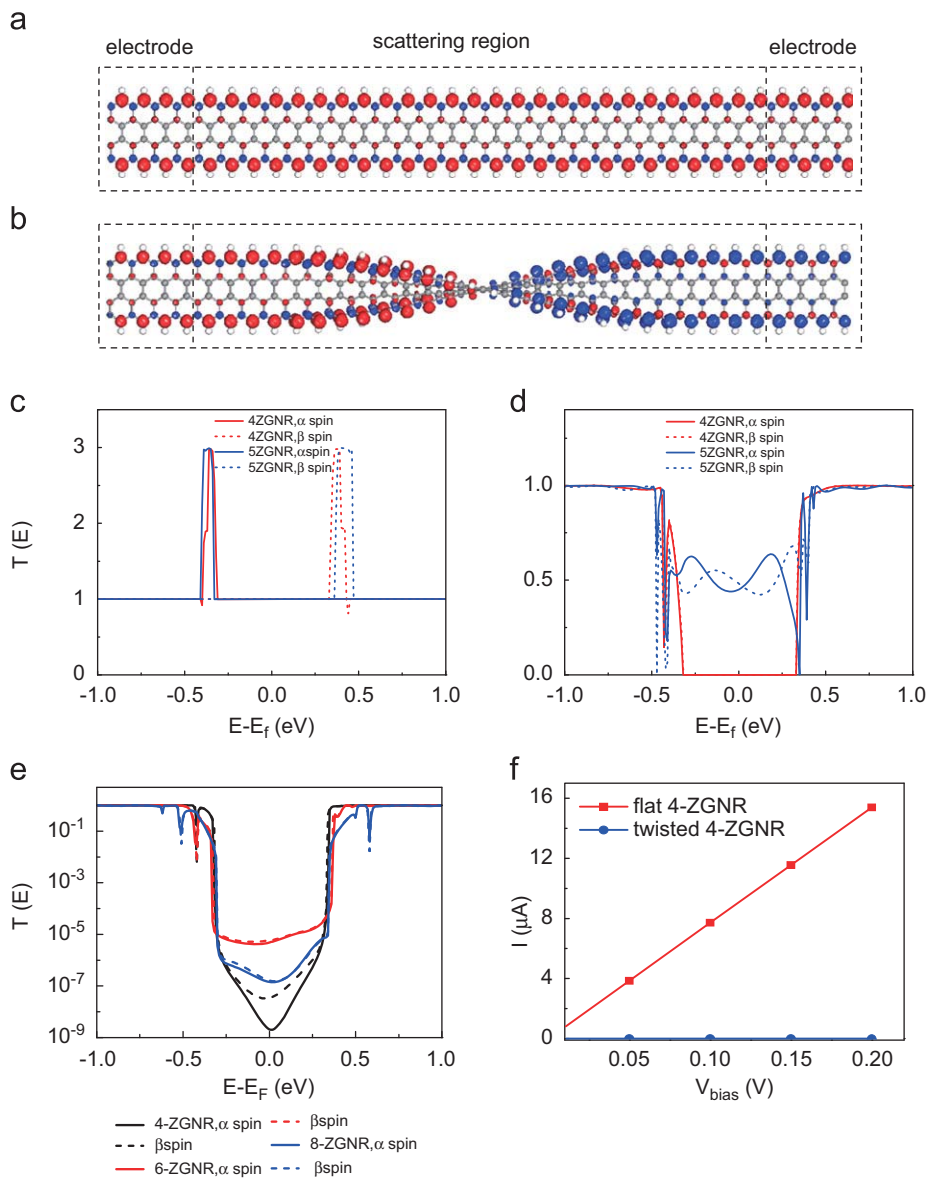 a
electrode
scattering region
electrode
b
c
4ZGNR,α spin
4ZGNR,β spin
5ZGNR,αspin
5ZGNR,β spin
3
2
1
0
T (E)
-1.0
-0.5
0.0
0.5
1.0
E-Ef (eV)
d
4ZGNR,α spin
4ZGNR,β spin
5ZGNR,α spin
5ZGNR,β spin
1.0
0.5
0.0
-1.0
-0.5
0.0
0.5
1.0
E-Ef (eV)
e
10-1
10-3
10-5
10-7
10-9
T (E)
-1.0
-0.5
0.0
0.5
1.0
E-EF (eV)
4-ZGNR,α spin
βspin
6-ZGNR,α spin
βspin
8-ZGNR,α spin
βspin
f
flat 4-ZGNR
twisted 4-ZGNR
16
12
8
4
0
I (μA)
0.05
0.10
0.15
0.20
Vbias (V)